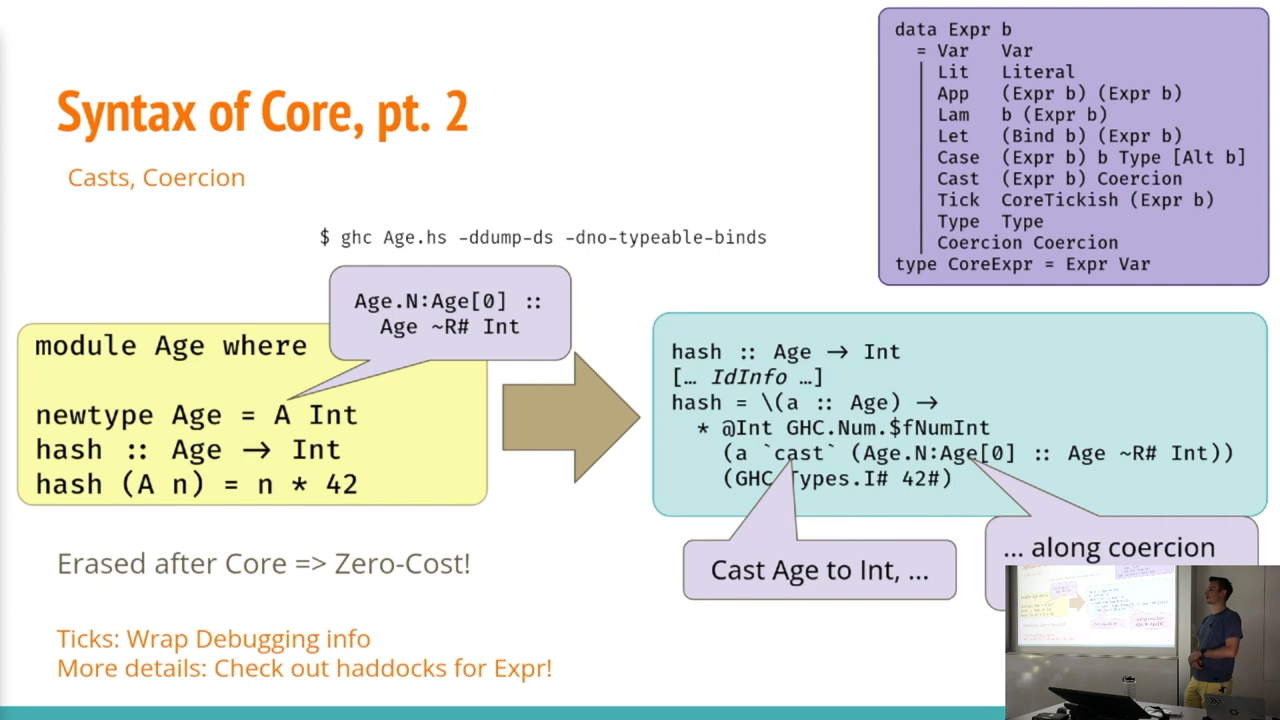 Syntax of Core, pt. 2
Casts, Coercion
data Expr b
= Var Var
| Lit Literal
| App (Expr b) (Expr b)
| Lam b (Expr b)
| Let (Bind b) (Expr b)
| Case (Expr b) b Type [Alt b]
| Cast (Expr b) Coercion
| Tick CoreTickish (Expr b)
| Type Type
| Coercion Coercion
type CoreExpr = Expr Var
$ ghc Age.hs -ddump-ds -dno-typeable-binds
Age.N:Age[0] ::
Age ~R# Int
module Age where
newtype Age = A Int
hash :: Age → Int
hash (A n) = n * 42
hash :: Age → Int
[… IdInfo …]
hash = \(a :: Age) →
* @Int GHC.Num.$fNumInt
(a `cast` (Age.N:Age[0] :: Age ~R# Int))
(GHC Types.I# 42#)
Cast Age to Int, ...
... along coercion
Erased after Core => Zero-Cost!
Ticks: Wrap Debugging info
More details: Check out haddocks for Expr!